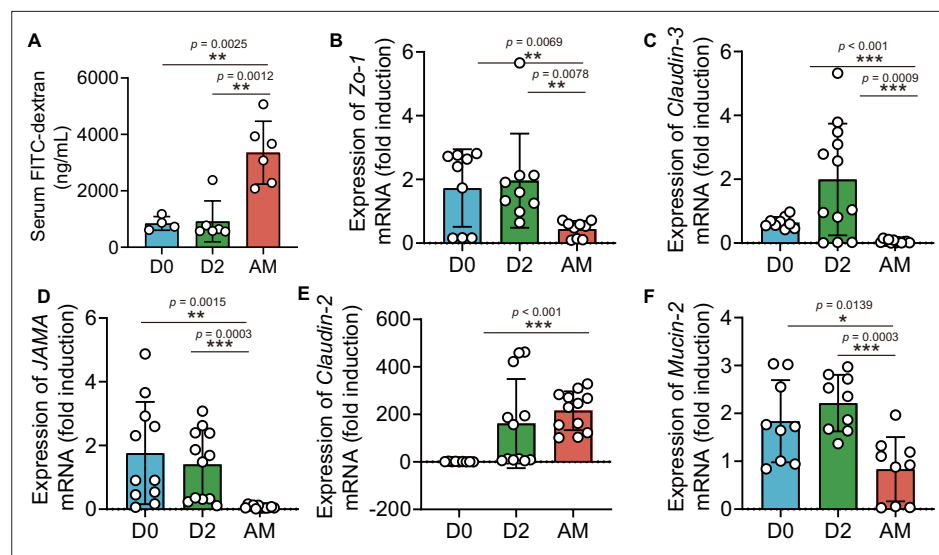 A
p = 0.0025
**
p = 0.0012
**
Serum FITC-dextran
(ng/mL)
6000
4000
2000
0
D0 D2 AM
B
p = 0.0069
**
p = 0.0078
**
Expression of Zo-1
mRNA (fold induction)
6
4
2
0
D0 D2 AM
C
p < 0.001
***
p = 0.0009
***
Expression of Claudin-3
mRNA (fold induction)
6
4
2
0
D0 D2 AM
D
p = 0.0015
**
p = 0.0003
***
Expression of JAMA
mRNA (fold induction)
6
4
2
0
D0 D2 AM
E
p < 0.001
***
Expression of Claudin-2
mRNA (fold induction)
600
400
200
0
-200
D0 D2 AM
F
p = 0.0139
*
p = 0.0003
***
Expression of Mucin-2
mRNA (fold induction)
4
3
2
1
0
D0 D2 AM